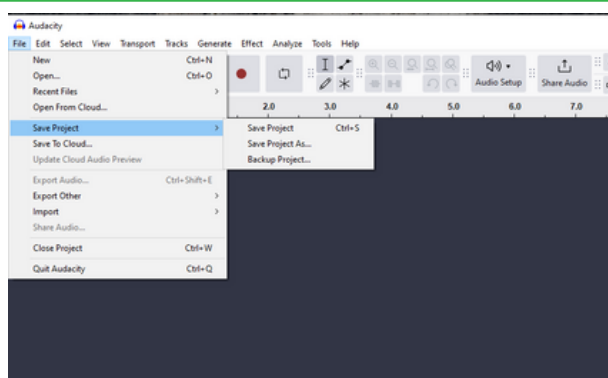 Audacity
File Edit Select View Transport Tracks Generate Effect Analyze Tools Help
New Ctrl+N
Open... Ctrl+O
Recent Files >
Open From Cloud...
Audio Setup
Share Audio
2.0 3.0 4.0 5.0 6.0 7.0
Save Project >
Save To Cloud...
Update Cloud Audio Preview
Export Audio... Ctrl+Shift+E
Export Other >
Import >
Share Audio...
Close Project Ctrl+W
Quit Audacity Ctrl+Q
Save Project Ctrl+S
Save Project As...
Backup Project...